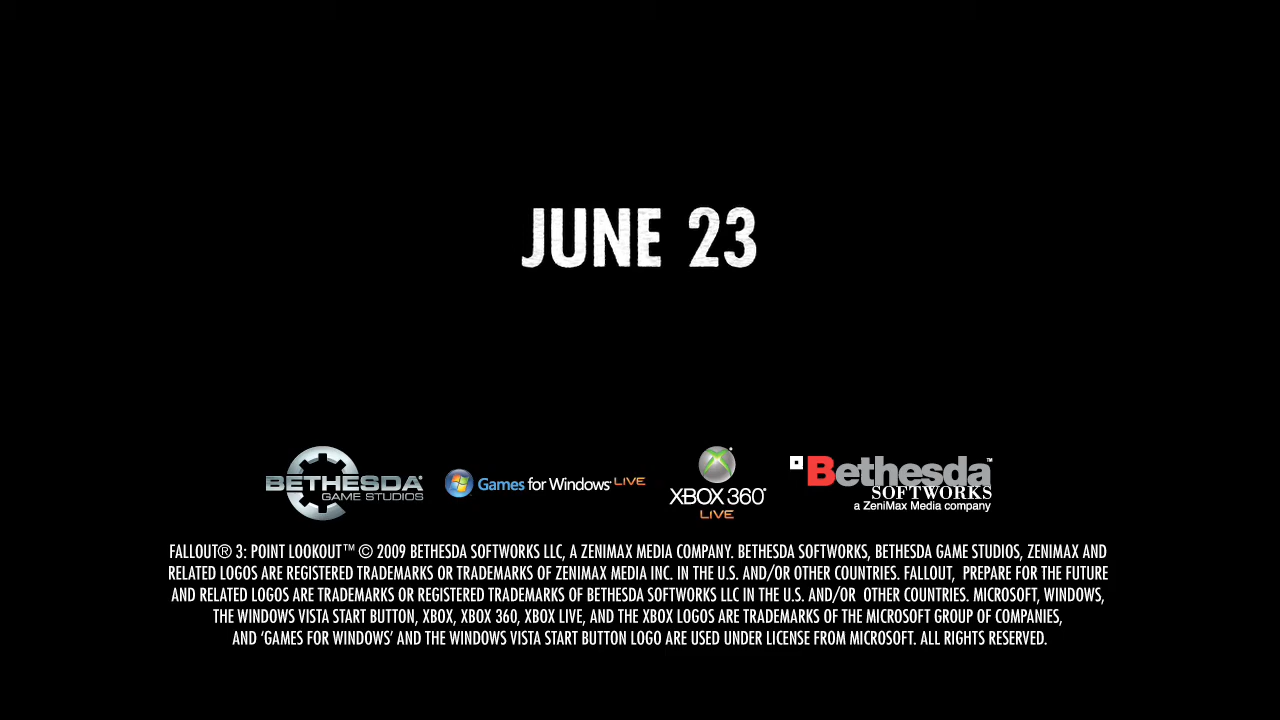 JUNE 23
BETHESDA®
GAME STUDIOS
Games for Windows® LIVE
XBOX 360®
LIVE
Bethesda™
SOFTWORKS
a ZeniMax Media company
FALLOUT® 3: POINT LOOKOUT™ © 2009 BETHESDA SOFTWORKS LLC, A ZENIMAX MEDIA COMPANY. BETHESDA SOFTWORKS, BETHESDA GAME STUDIOS, ZENIMAX AND
RELATED LOGOS ARE REGISTERED TRADEMARKS OR TRADEMARKS OF ZENIMAX MEDIA INC. IN THE U.S. AND/OR OTHER COUNTRIES. FALLOUT, PREPARE FOR THE FUTURE
AND RELATED LOGOS ARE TRADEMARKS OR REGISTERED TRADEMARKS OF BETHESDA SOFTWORKS LLC IN THE U.S. AND/OR OTHER COUNTRIES. MICROSOFT, WINDOWS,
THE WINDOWS VISTA START BUTTON, XBOX, XBOX 360, XBOX LIVE, AND THE XBOX LOGOS ARE TRADEMARKS OF THE MICROSOFT GROUP OF COMPANIES,
AND ‘GAMES FOR WINDOWS’ AND THE WINDOWS VISTA START BUTTON LOGO ARE USED UNDER LICENSE FROM MICROSOFT. ALL RIGHTS RESERVED.